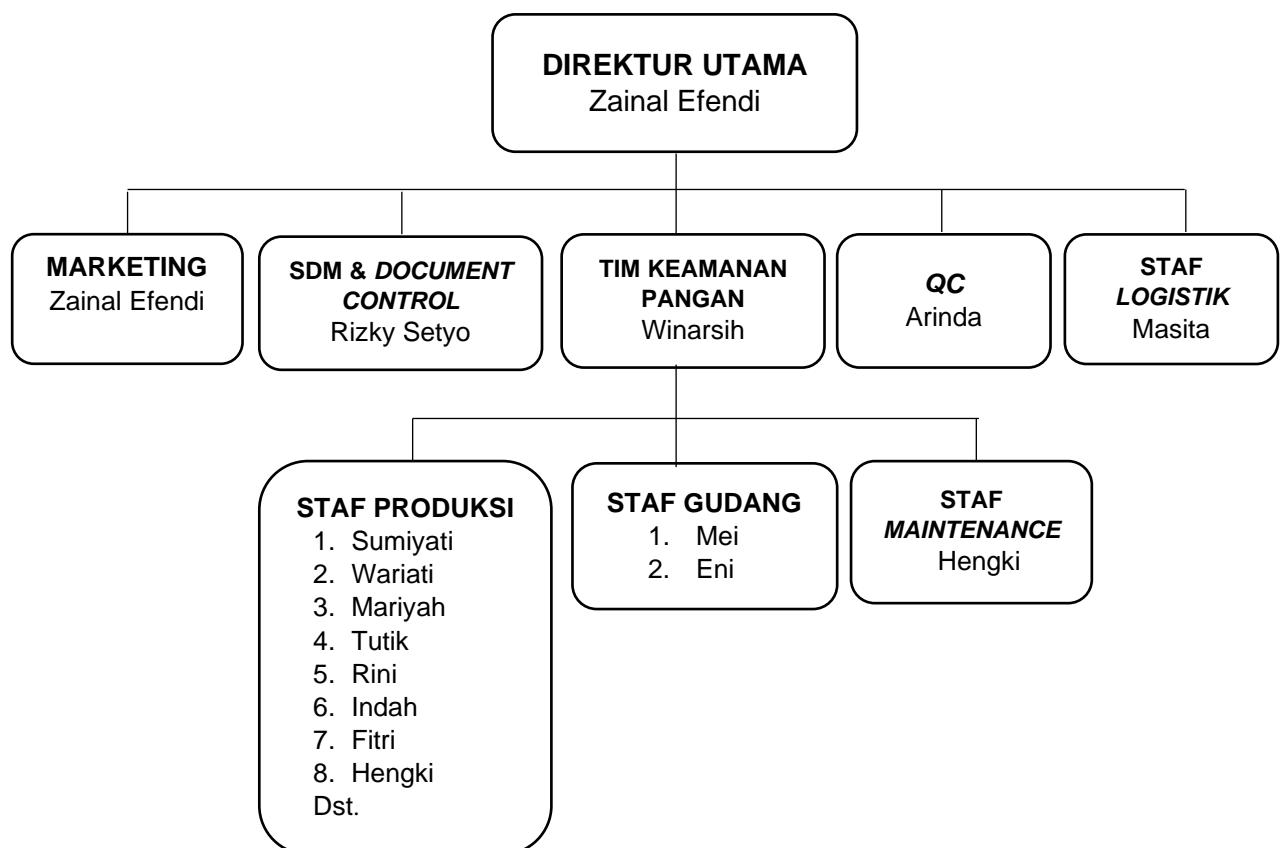 DIREKTUR UTAMA
Zainal Efendi
MARKETING
Zainal Efendi
SDM & DOCUMENT
CONTROL
Rizky Setyo
TIM KEAMANAN
PANGAN
Winarsih
QC
Arinda
STAF
LOGISTIK
Masita
STAF PRODUKSI
1. Sumiyati
2. Wariati
3. Mariyah
4. Tutik
5. Rini
6. Indah
7. Fitri
8. Hengki
Dst.
STAF GUDANG
1. Mei
2. Eni
STAF
MAINTENANCE
Hengki